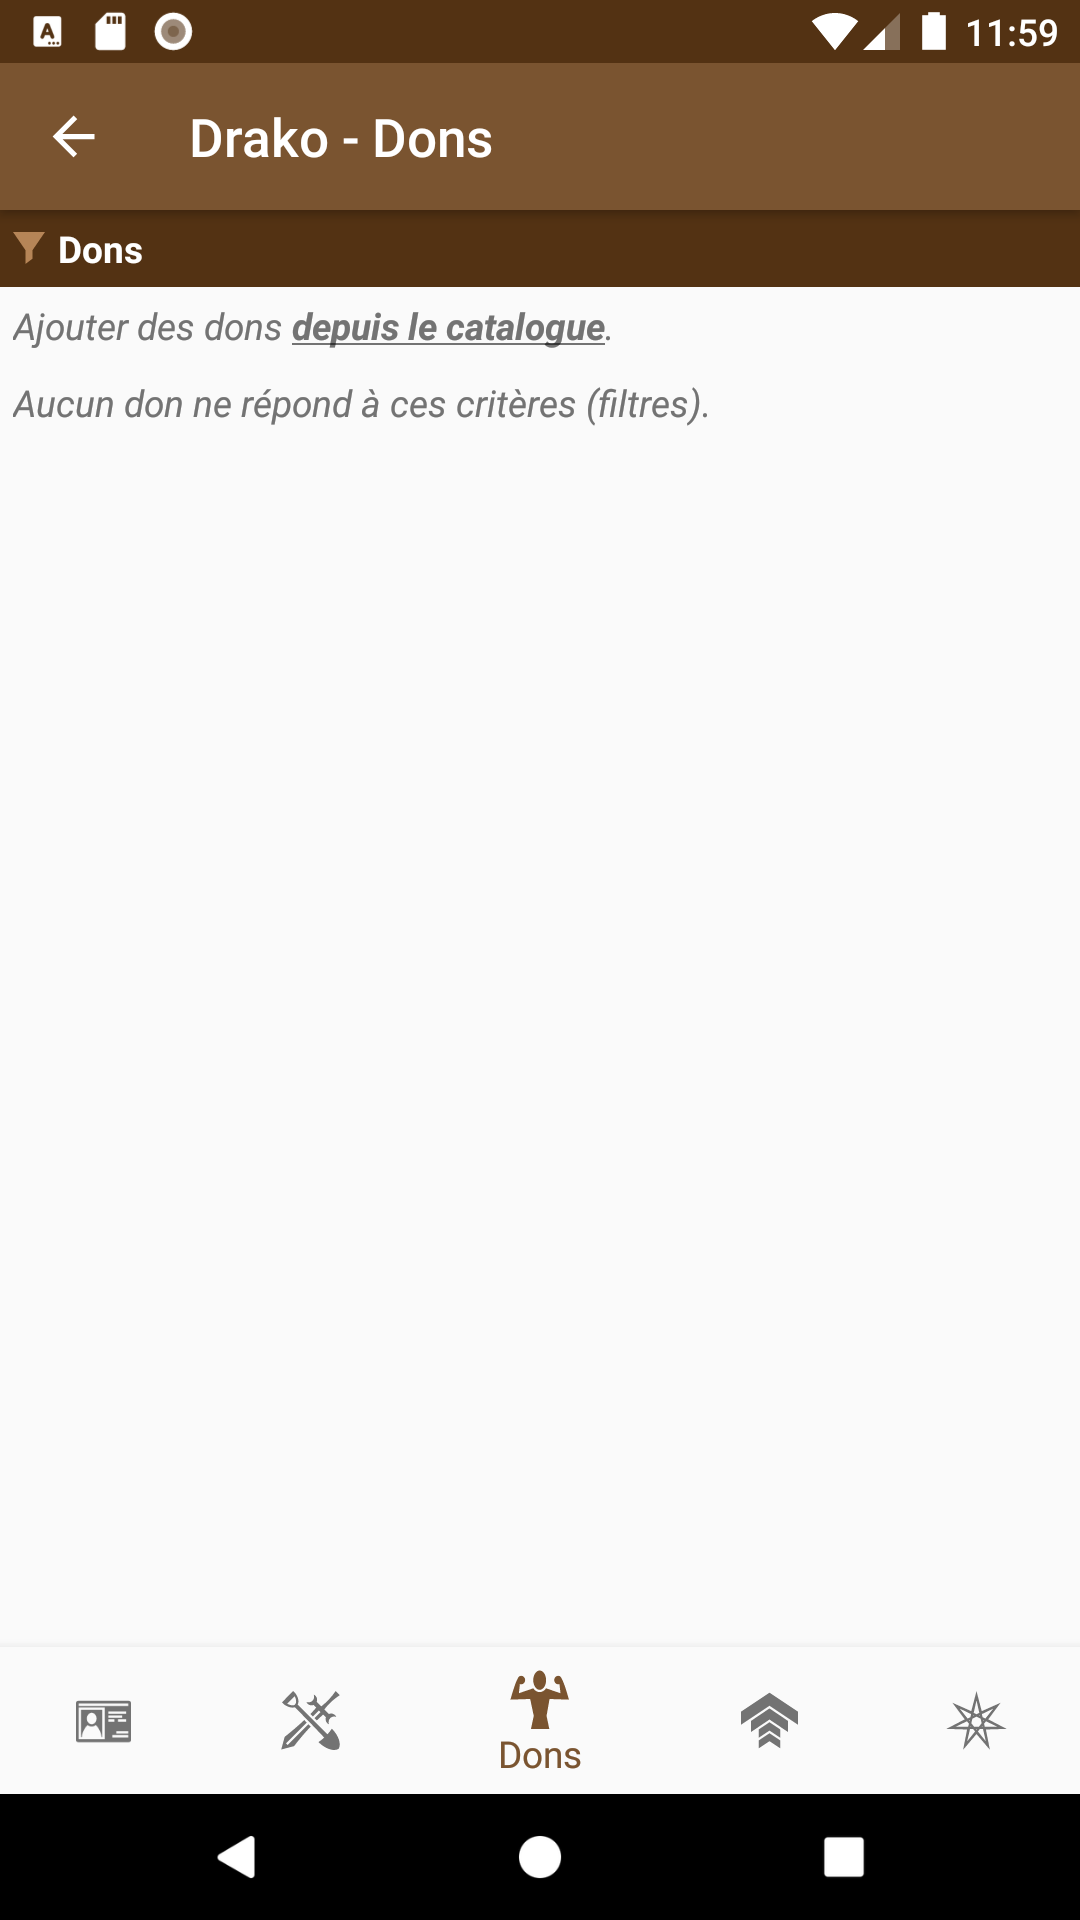 11:59
Drako - Dons
Dons
Ajouter des dons depuis le catalogue.
Aucun don ne répond à ces critères (filtres).
Dons